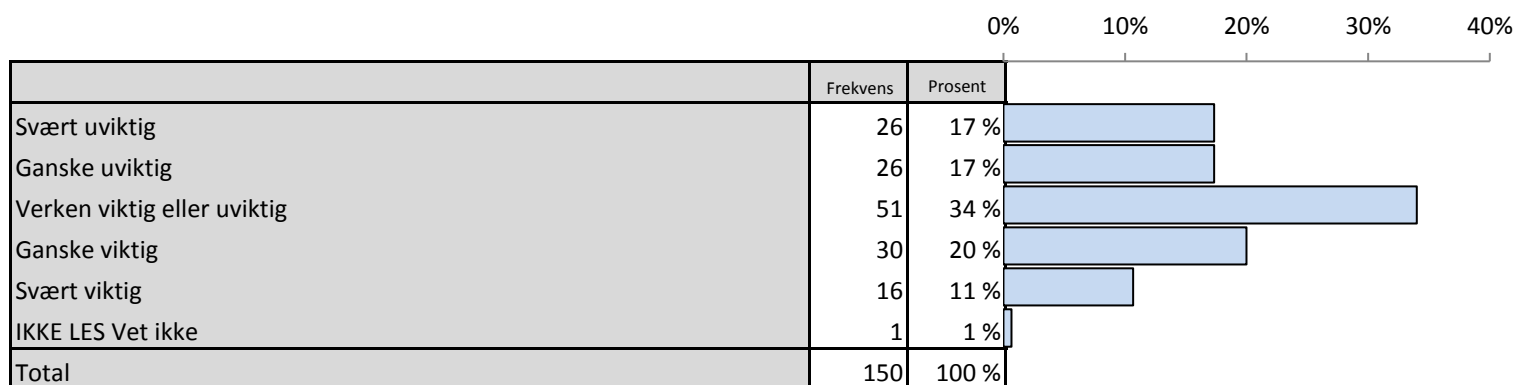 0% 10% 20% 30% 40%
Frekvens Prosent
Svært uviktig 26 17 %
Ganske uviktig 26 17 %
Verken viktig eller uviktig 51 34 %
Ganske viktig 30 20 %
Svært viktig 16 11 %
IKKE LES Vet ikke 1 1 %
Total 150 100 %